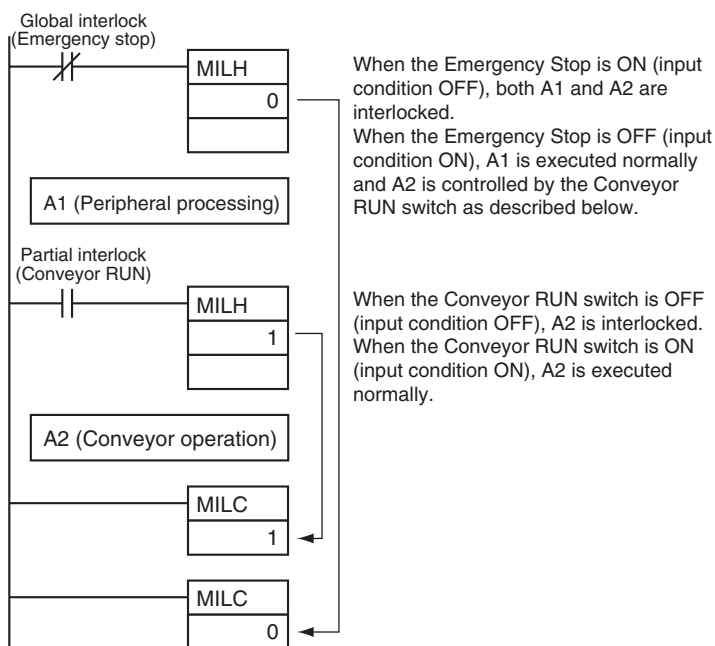 Global interlock
(Emergency stop)
MILH
0
When the Emergency Stop is ON (input
condition OFF), both A1 and A2 are
interlocked.
When the Emergency Stop is OFF (input
condition ON), A1 is executed normally
and A2 is controlled by the Conveyor
RUN switch as described below.
A1 (Peripheral processing)
Partial interlock
(Conveyor RUN)
MILH
1
When the Conveyor RUN switch is OFF
(input condition OFF), A2 is interlocked.
When the Conveyor RUN switch is ON
(input condition ON), A2 is executed
normally.
A2 (Conveyor operation)
MILC
1
MILC
0